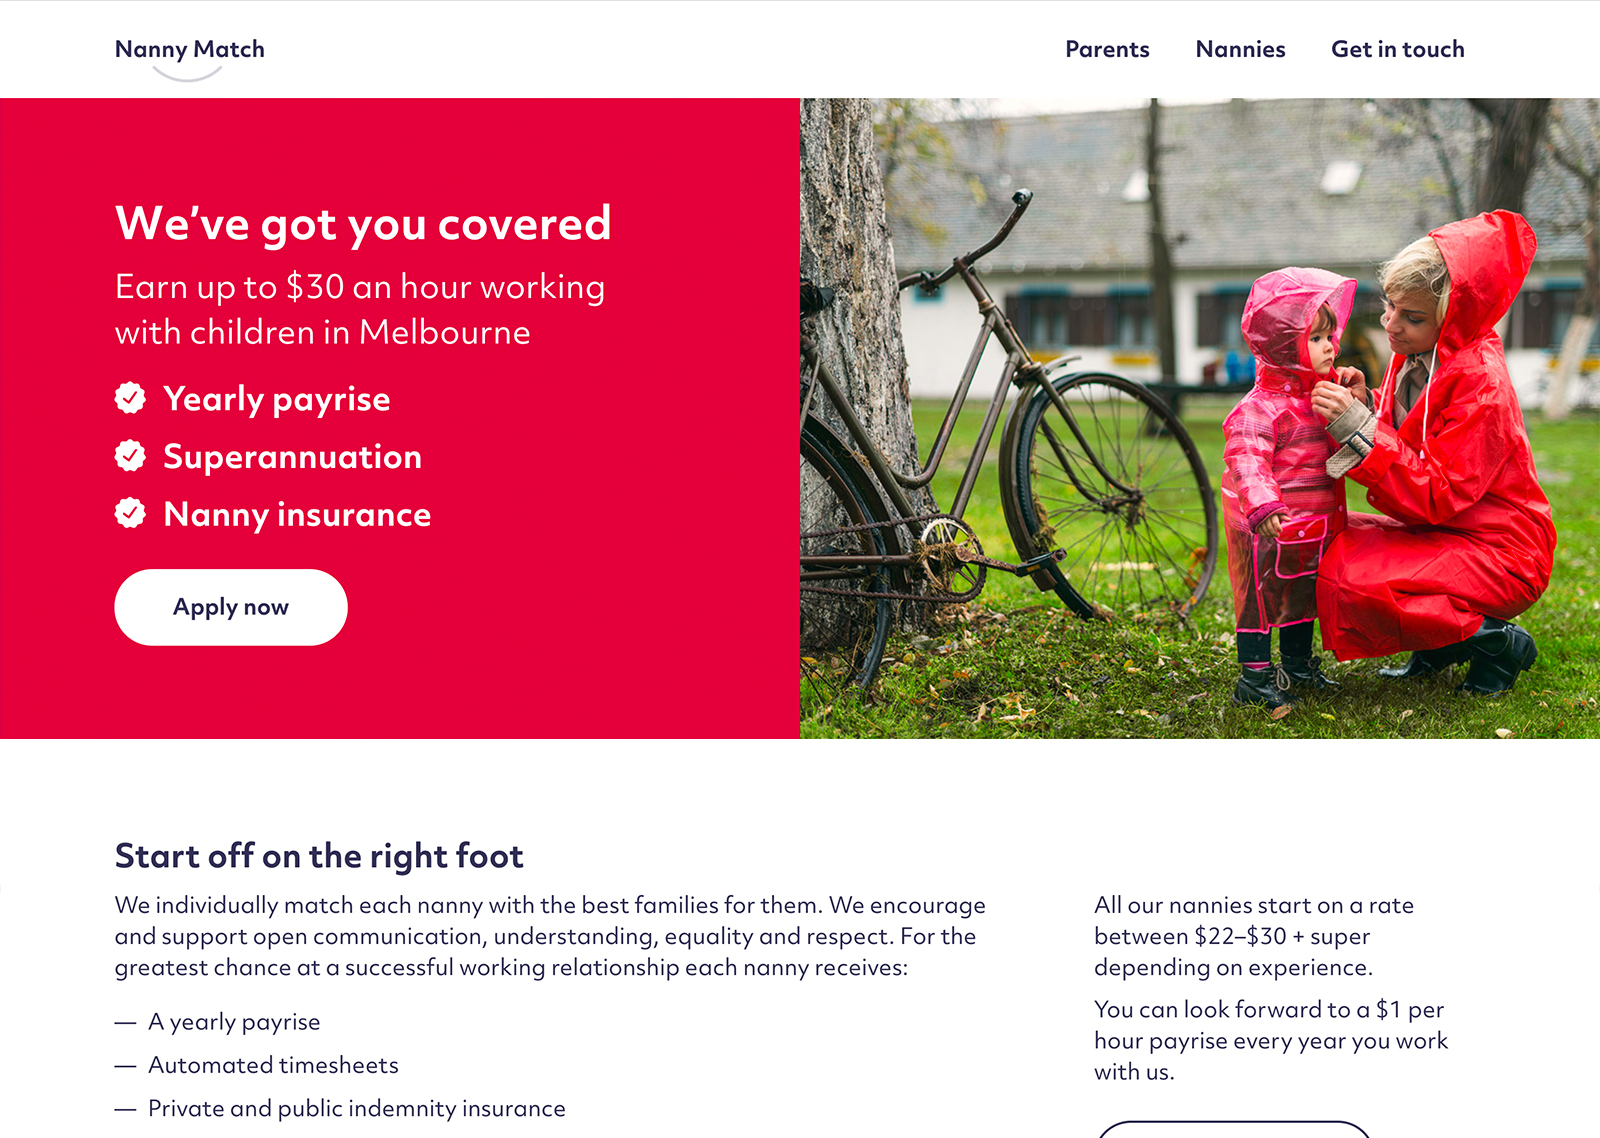 Nanny Match
Parents
Nannies
Get in touch
We’ve got you covered
Earn up to $30 an hour working
with children in Melbourne
Yearly payrise
Superannuation
Nanny insurance
Apply now
Start off on the right foot
We individually match each nanny with the best families for them. We encourage
and support open communication, understanding, equality and respect. For the
greatest chance at a successful working relationship each nanny receives:
— A yearly payrise
— Automated timesheets
— Private and public indemnity insurance
All our nannies start on a rate
between $22–$30 + super
depending on experience.
You can look forward to a $1 per
hour payrise every year you work
with us.